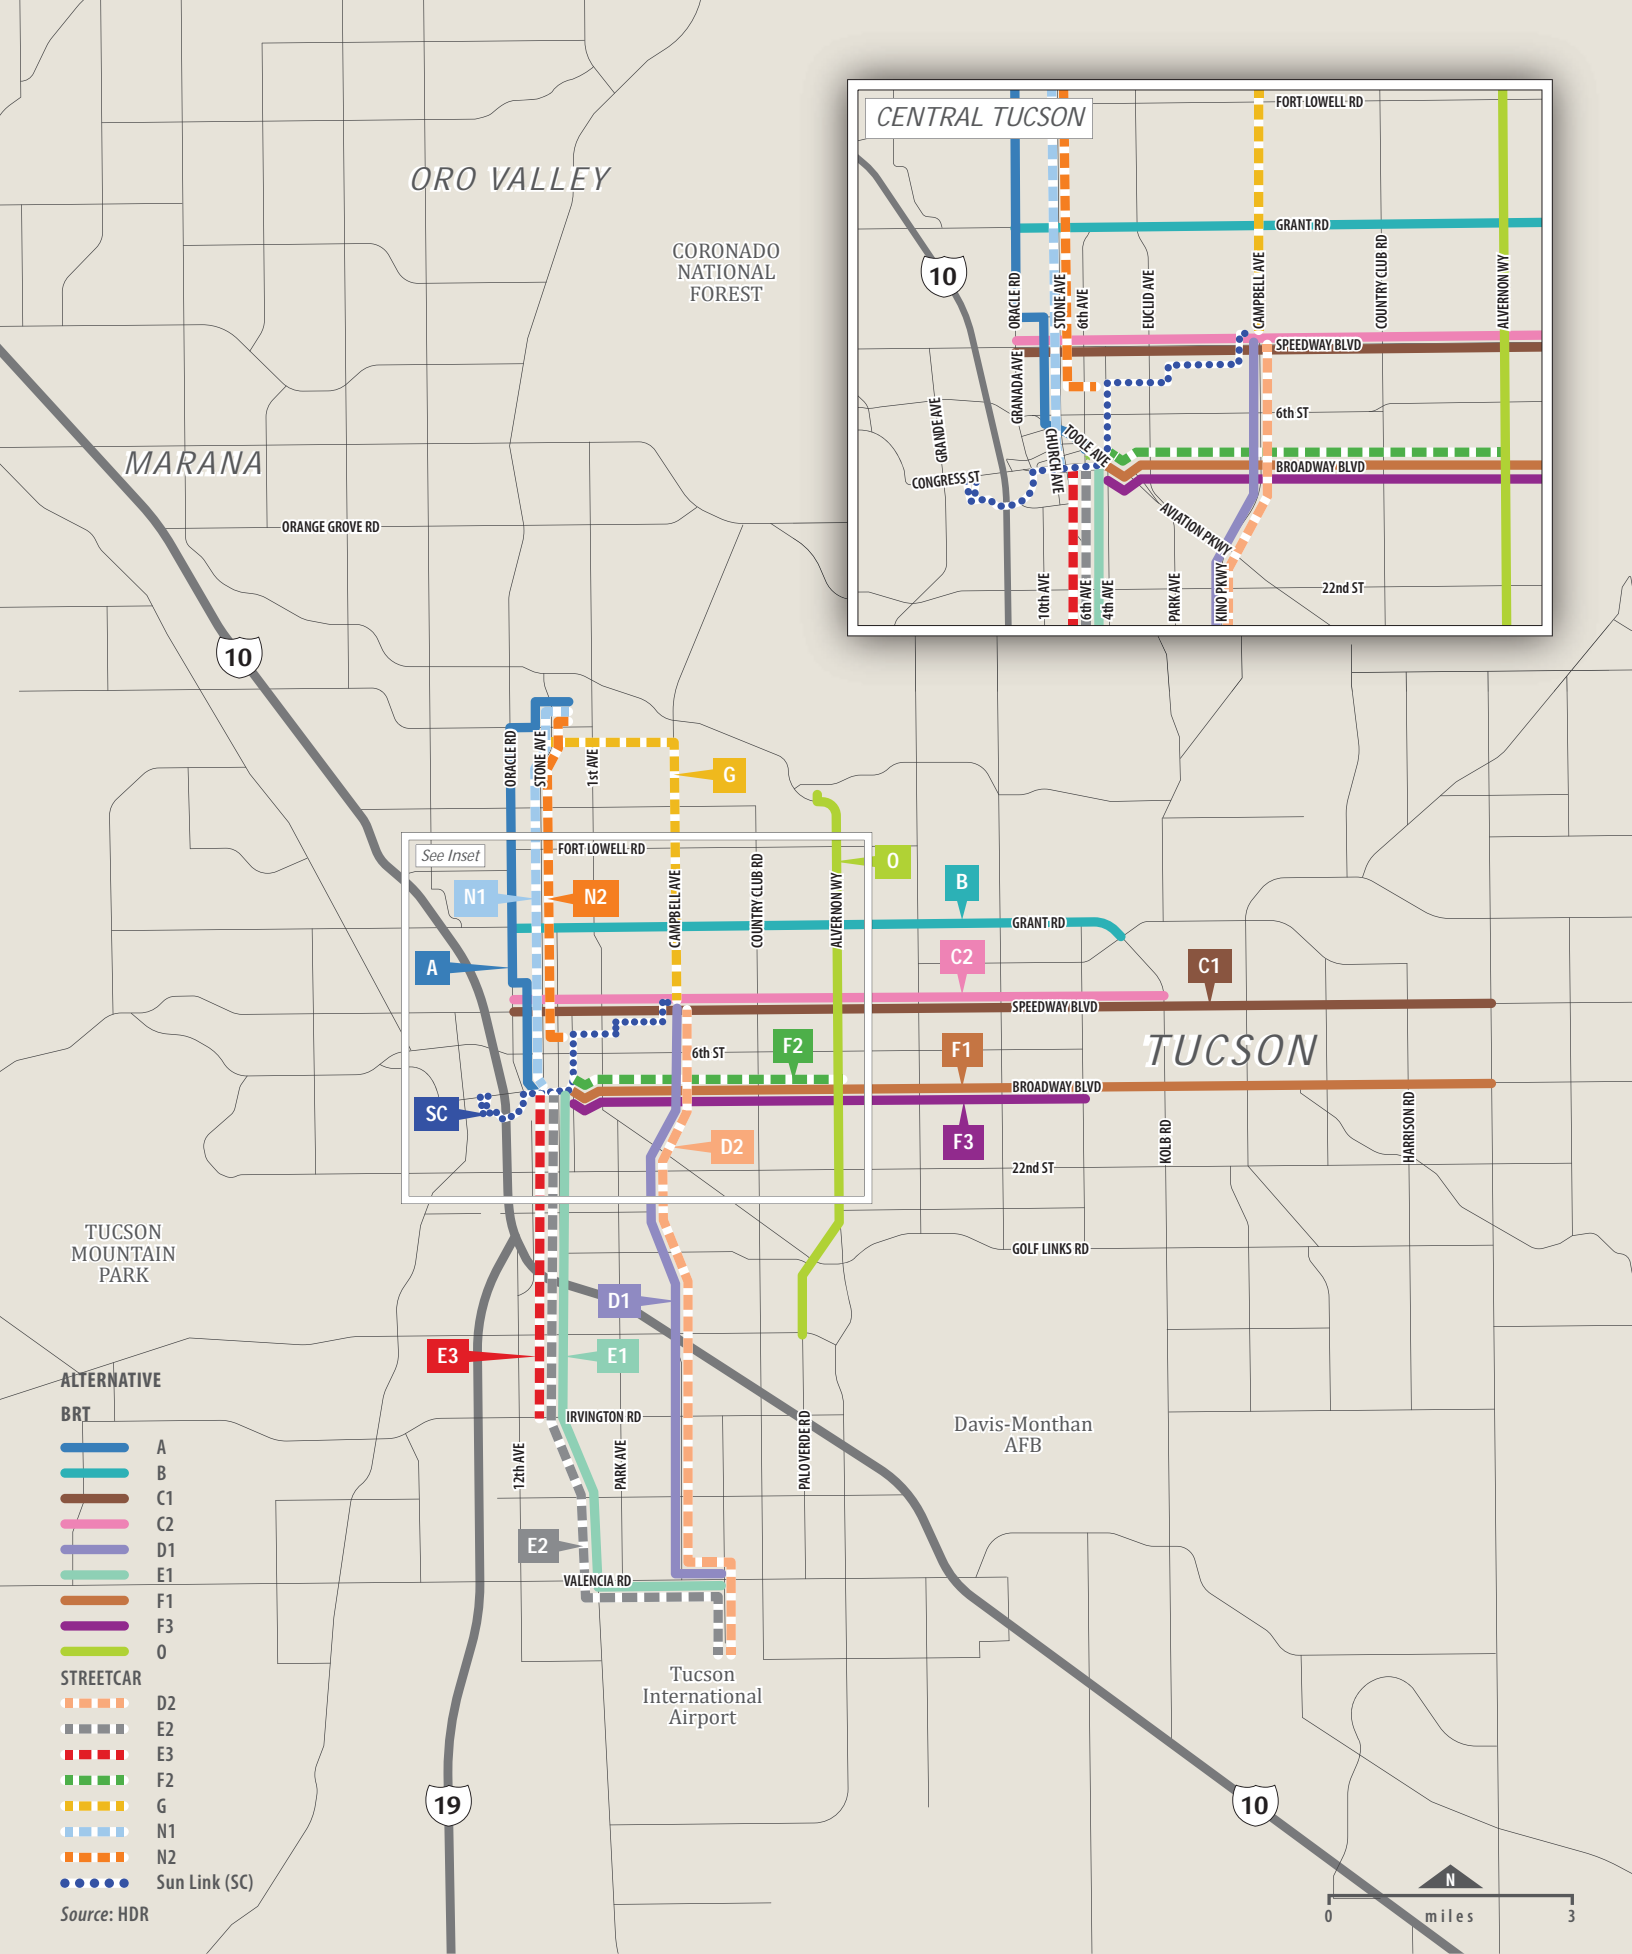 ORO VALLEY
CORONADO
NATIONAL
FOREST
MARANA
ORANGE GROVE RD
10
CENTRAL TUCSON
FORT LOWELL RD
GRANT RD
10
ORACLE RD
STONE AVE
6th AVE
EUCLID AVE
CAMPBELL AVE
COUNTRY CLUB RD
ALVERNON WY
SPEEDWAY BLVD
GRANADA AVE
GRANDE AVE
6th ST
CHURCH AVE
TOOLE AVE
BROADWAY BLVD
CONGRESS ST
AVIATION PKWY
10th AVE
6th AVE
4th AVE
PARK AVE
KINO PKWY
22nd ST
ORACLE RD
STONE AVE
1st AVE
G
See Inset
FORT LOWELL RD
O
N1
N2
CAMPBELL AVE
COUNTRY CLUB RD
ALVERNON WY
B
GRANT RD
A
C2
C1
SPEEDWAY BLVD
TUCSON
6th ST
F2
F1
BROADWAY BLVD
SC
D2
F3
KOLB RD
HARRISON RD
22nd ST
TUCSON
MOUNTAIN
PARK
GOLF LINKS RD
D1
E3
E1
IRVINGTON RD
12th AVE
PARK AVE
PALO VERDE RD
Davis-Monthan
AFB
E2
VALENCIA RD
Tucson
International
Airport
19
10
ALTERNATIVE
BRT
A
B
C1
C2
D1
E1
F1
F3
O
STREETCAR
D2
E2
E3
F2
G
N1
N2
Sun Link (SC)
Source: HDR
N
0 miles 3